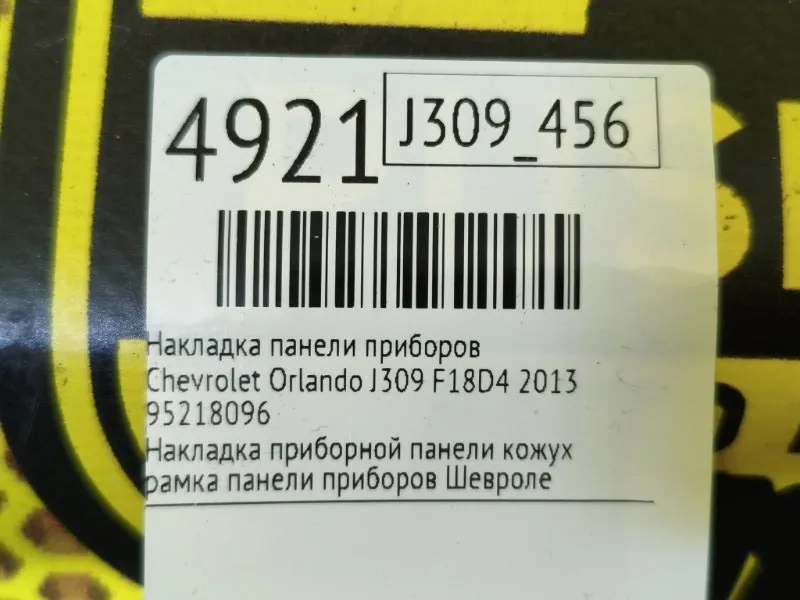 4921
J309_456
Накладка панели приборов
Chevrolet Orlando J309 F18D4 2013
95218096
Накладка приборной панели кожух
рамка панели приборов Шевроле